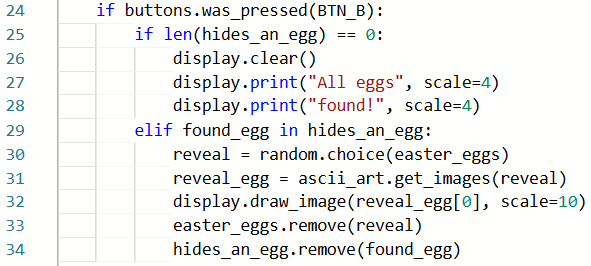 24 if buttons.was_pressed(BTN_B):
25 if len(hides_an_egg) == 0:
26 display.clear()
27 display.print("All eggs", scale=4)
28 display.print("found!", scale=4)
29 elif found_egg in hides_an_egg:
30 reveal = random.choice(easter_eggs)
31 reveal_egg = ascii_art.get_images(reveal)
32 display.draw_image(reveal_egg[0], scale=10)
33 easter_eggs.remove(reveal)
34 hides_an_egg.remove(found_egg)